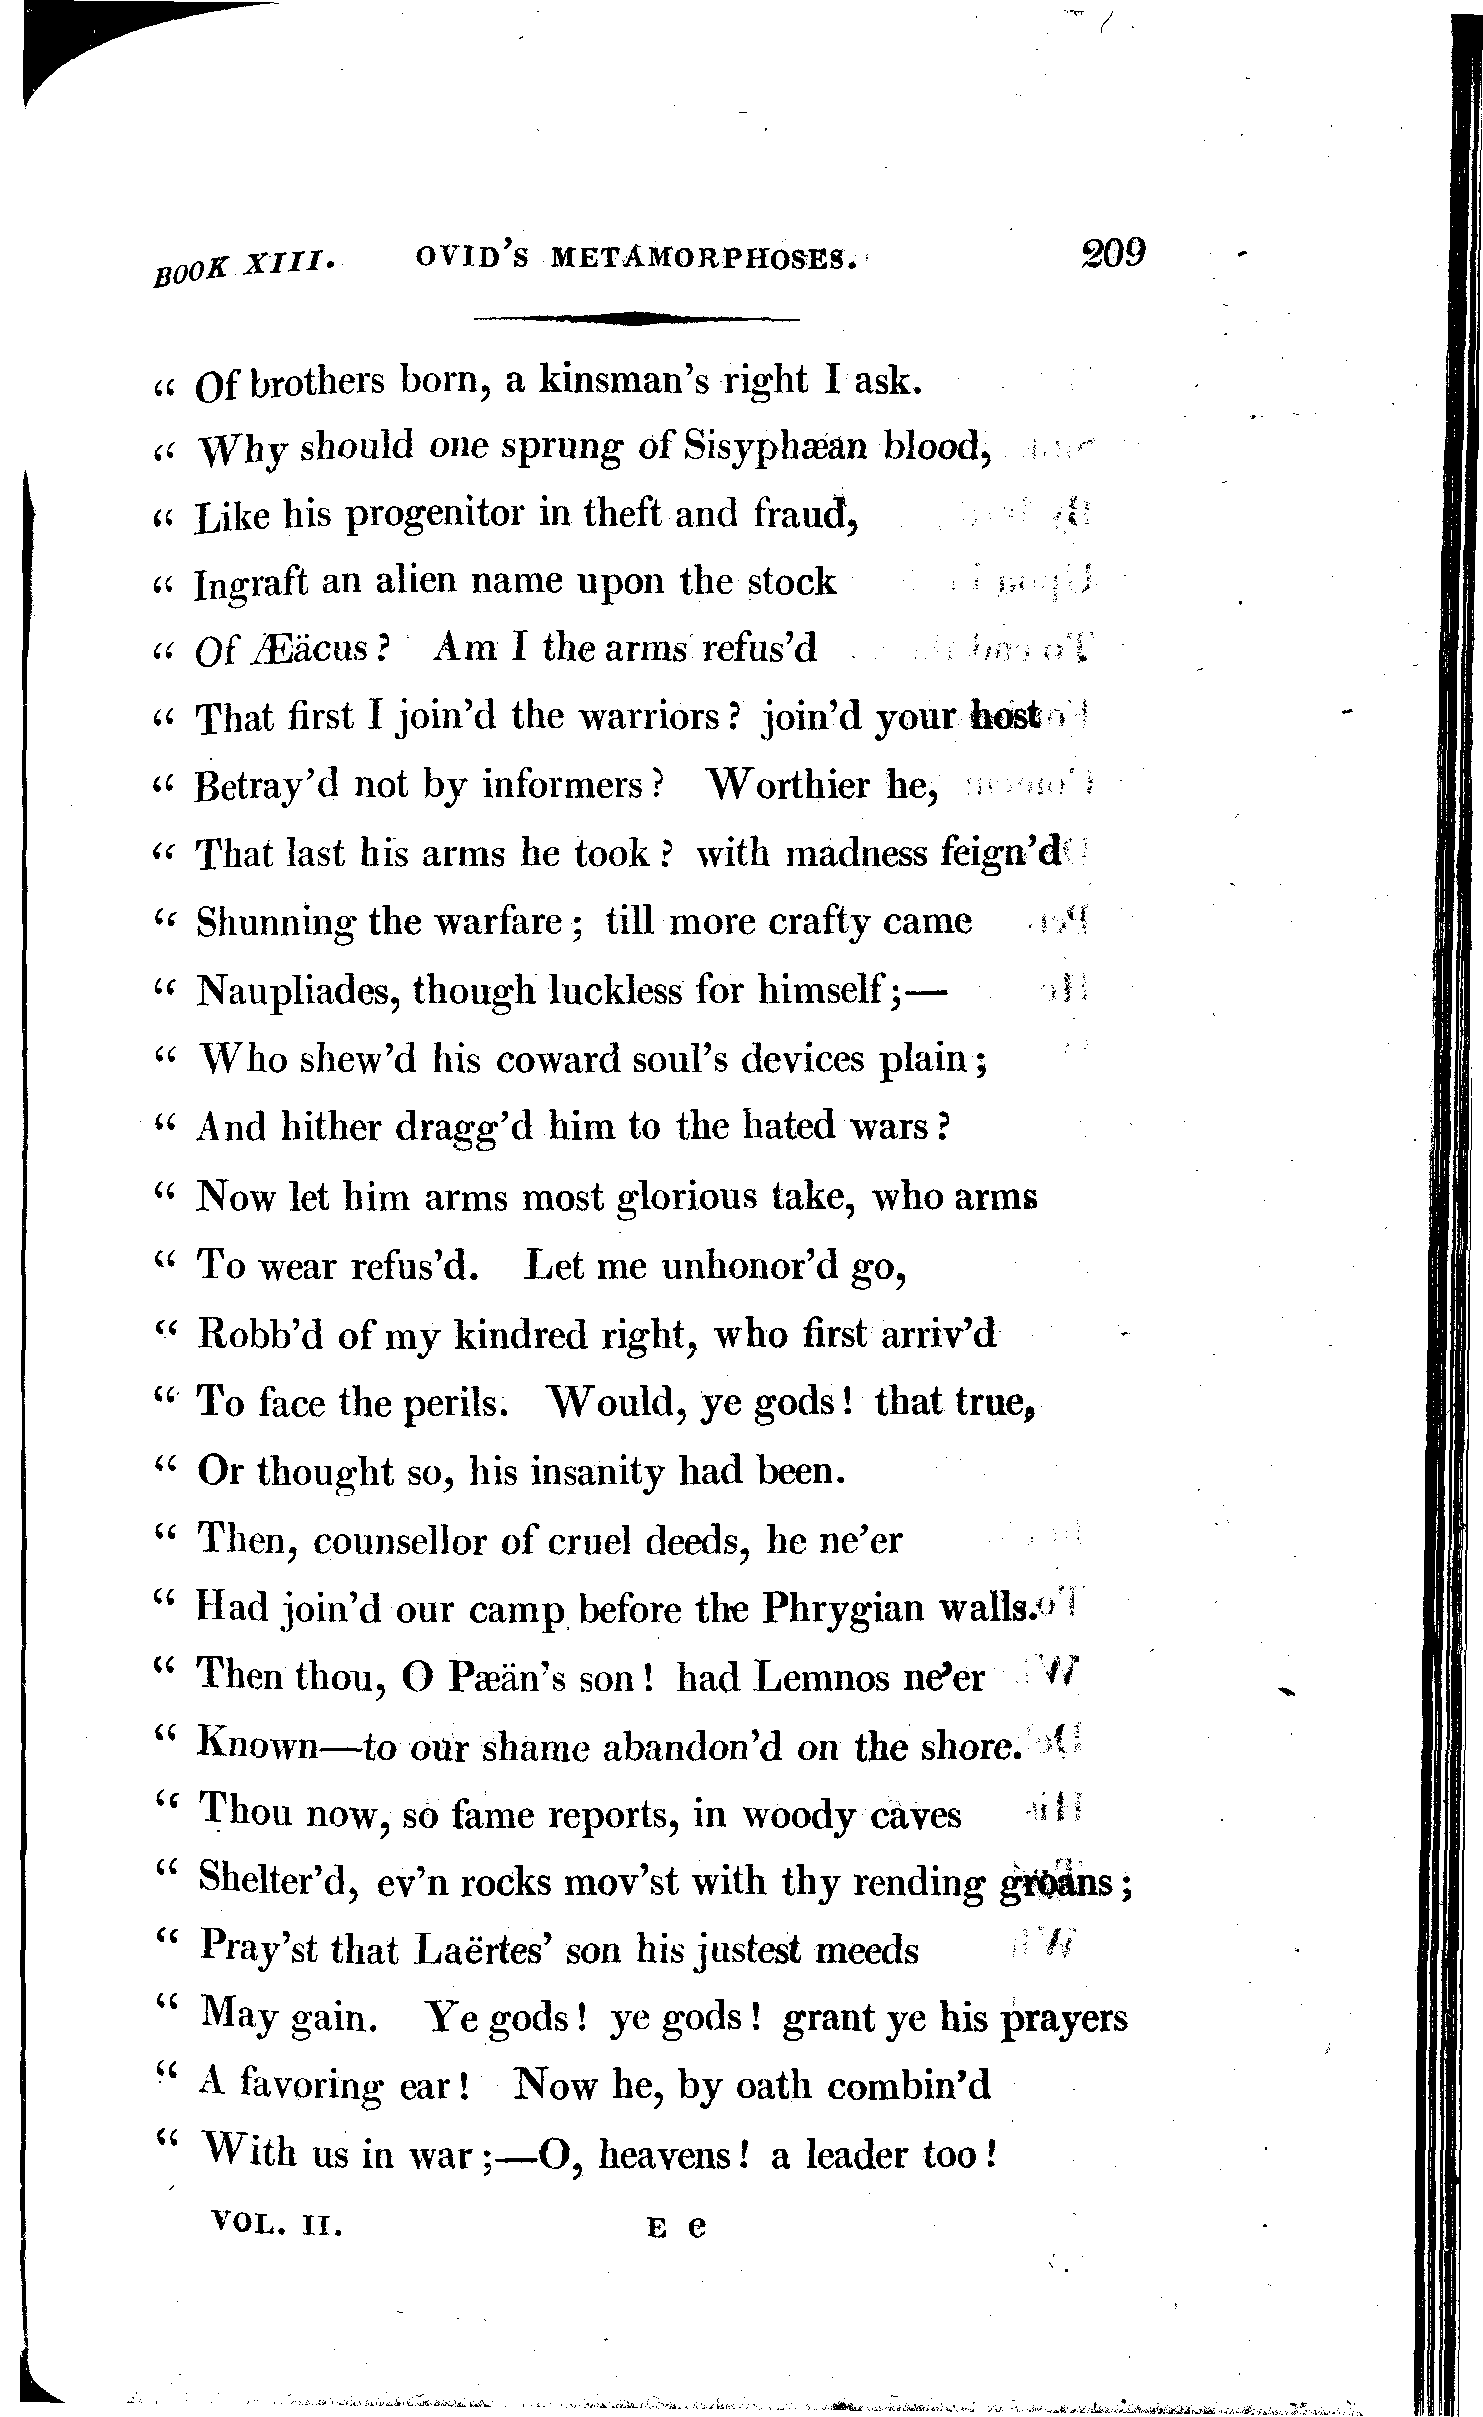 BOOK XIII. OVID'S METAMORPHOSES. 209
“ Of brothers born, a kinsman's right I ask.
“ Why should one sprung of Sisyphæan blood,
“ Like his progenitor in theft and fraud,
“ Ingraft an alien name upon the stock
“ Of Æäcus? Am I the arms refus'd
“ That first I join'd the warriors? join'd your host
“ Betray'd not by informers? Worthier he,
“ That last his arms he took? with madness feign'd
“ Shunning the warfare; till more crafty came
“ Naupliades, though luckless for himself;—
“ Who shew'd his coward soul's devices plain;
“ And hither dragg'd him to the hated wars?
“ Now let him arms most glorious take, who arms
“ To wear refus'd. Let me unhonor'd go,
“ Robb'd of my kindred right, who first arriv'd
“ To face the perils. Would, ye gods! that true,
“ Or thought so, his insanity had been.
“ Then, counsellor of cruel deeds, he ne'er
“ Had join'd our camp before the Phrygian walls.
“ Then thou, O Pæän's son! had Lemnos ne'er
“ Known—to our shame abandon'd on the shore.
“ Thou now, so fame reports, in woody caves
“ Shelter'd, ev'n rocks mov'st with thy rending groans;
“ Pray'st that Laërtes' son his justest meeds
“ May gain. Ye gods! ye gods! grant ye his prayers
“ A favoring ear! Now he, by oath combin'd
“ With us in war;—O, heavens! a leader too!
VOL. II. E e